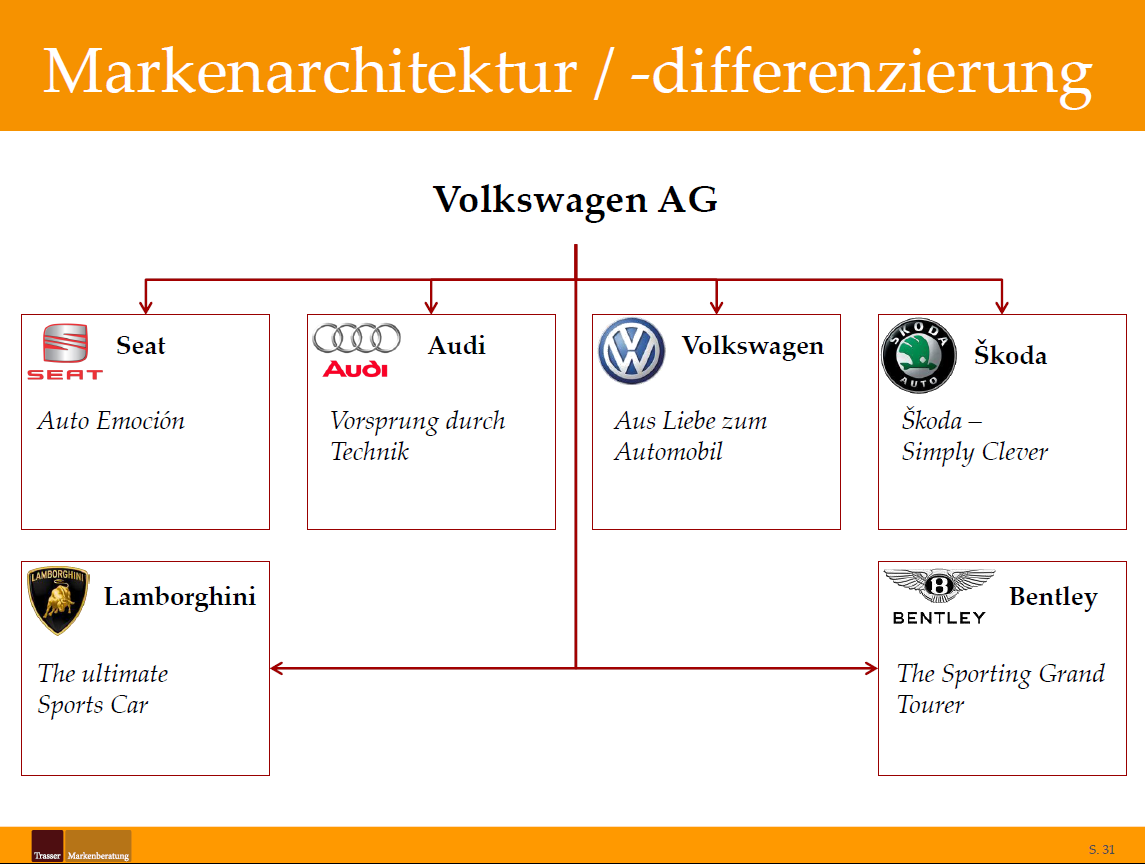 Markenarchitektur / -differenzierung
Volkswagen AG
SEAT
Seat
Auto Emoción
Audi
Audi
Vorsprung durch
Technik
Volkswagen
Aus Liebe zum
Automobil
SKODA
AUTO
Škoda
Škoda –
Simply Clever
LAMBORGHINI
Lamborghini
The ultimate
Sports Car
B
BENTLEY
Bentley
The Sporting Grand
Tourer
Trasser Markenberatung
S. 31